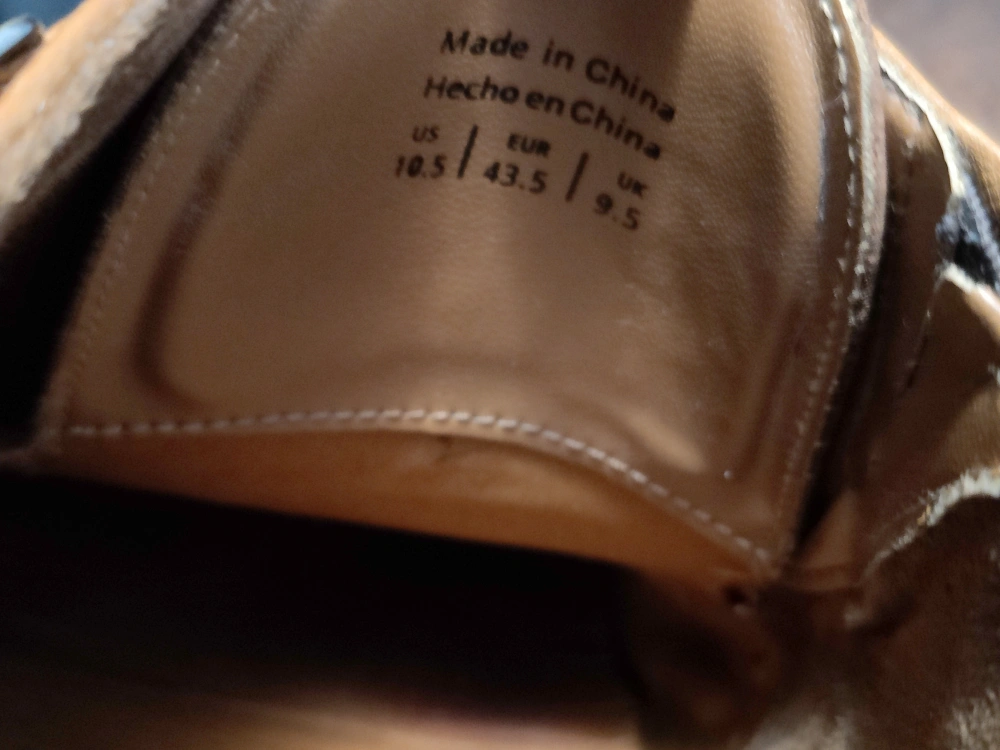 Made in China
Hecho en China
US | EUR | UK
10.5 | 43.5 | 9.5